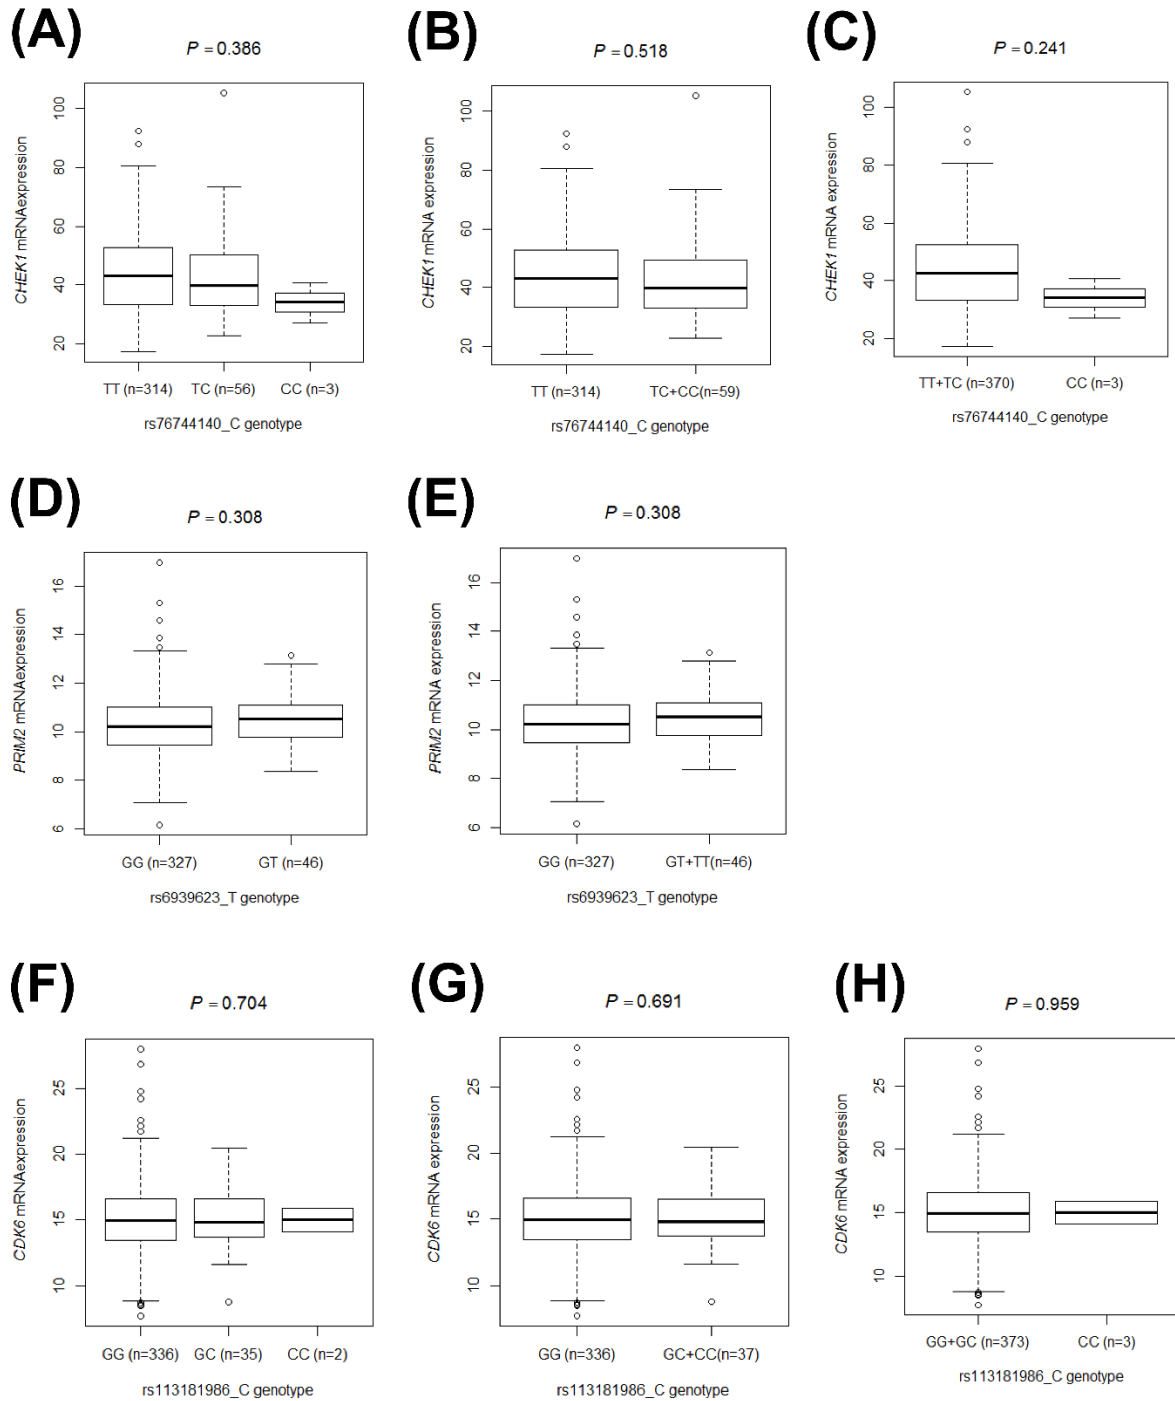 (A)
P = 0.386
CHEK1 mRNAexpression
100
80
60
40
20
TT (n=314) TC (n=56) CC (n=3)
rs76744140_C genotype
(B)
P = 0.518
CHEK1 mRNA expression
100
80
60
40
20
TT (n=314) TC+CC(n=59)
rs76744140_C genotype
(C)
P = 0.241
CHEK1 mRNA expression
100
80
60
40
20
TT+TC (n=370) CC (n=3)
rs76744140_C genotype
(D)
P = 0.308
PRIM2 mRNAexpression
16
14
12
10
8
6
GG (n=327) GT (n=46)
rs6939623_T genotype
(E)
P = 0.308
PRIM2 mRNA expression
16
14
12
10
8
6
GG (n=327) GT+TT(n=46)
rs6939623_T genotype
(F)
P = 0.704
CDK6 mRNAexpression
25
20
15
10
GG (n=336) GC (n=35) CC (n=2)
rs113181986_C genotype
(G)
P = 0.691
CDK6 mRNA expression
25
20
15
10
GG (n=336) GC+CC(n=37)
rs113181986_C genotype
(H)
P = 0.959
CDK6 mRNA expression
25
20
15
10
GG+GC (n=373) CC (n=3)
rs113181986_C genotype